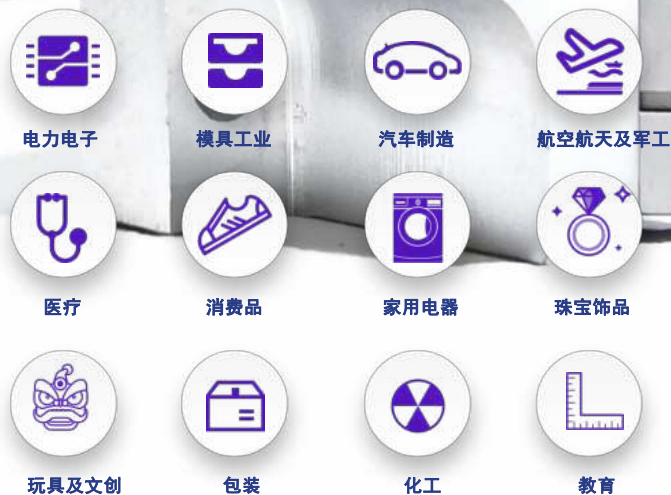 电力电子
模具工业
汽车制造
航空航天及军工
医疗
消费品
家用电器
珠宝饰品
玩具及文创
包装
化工
教育